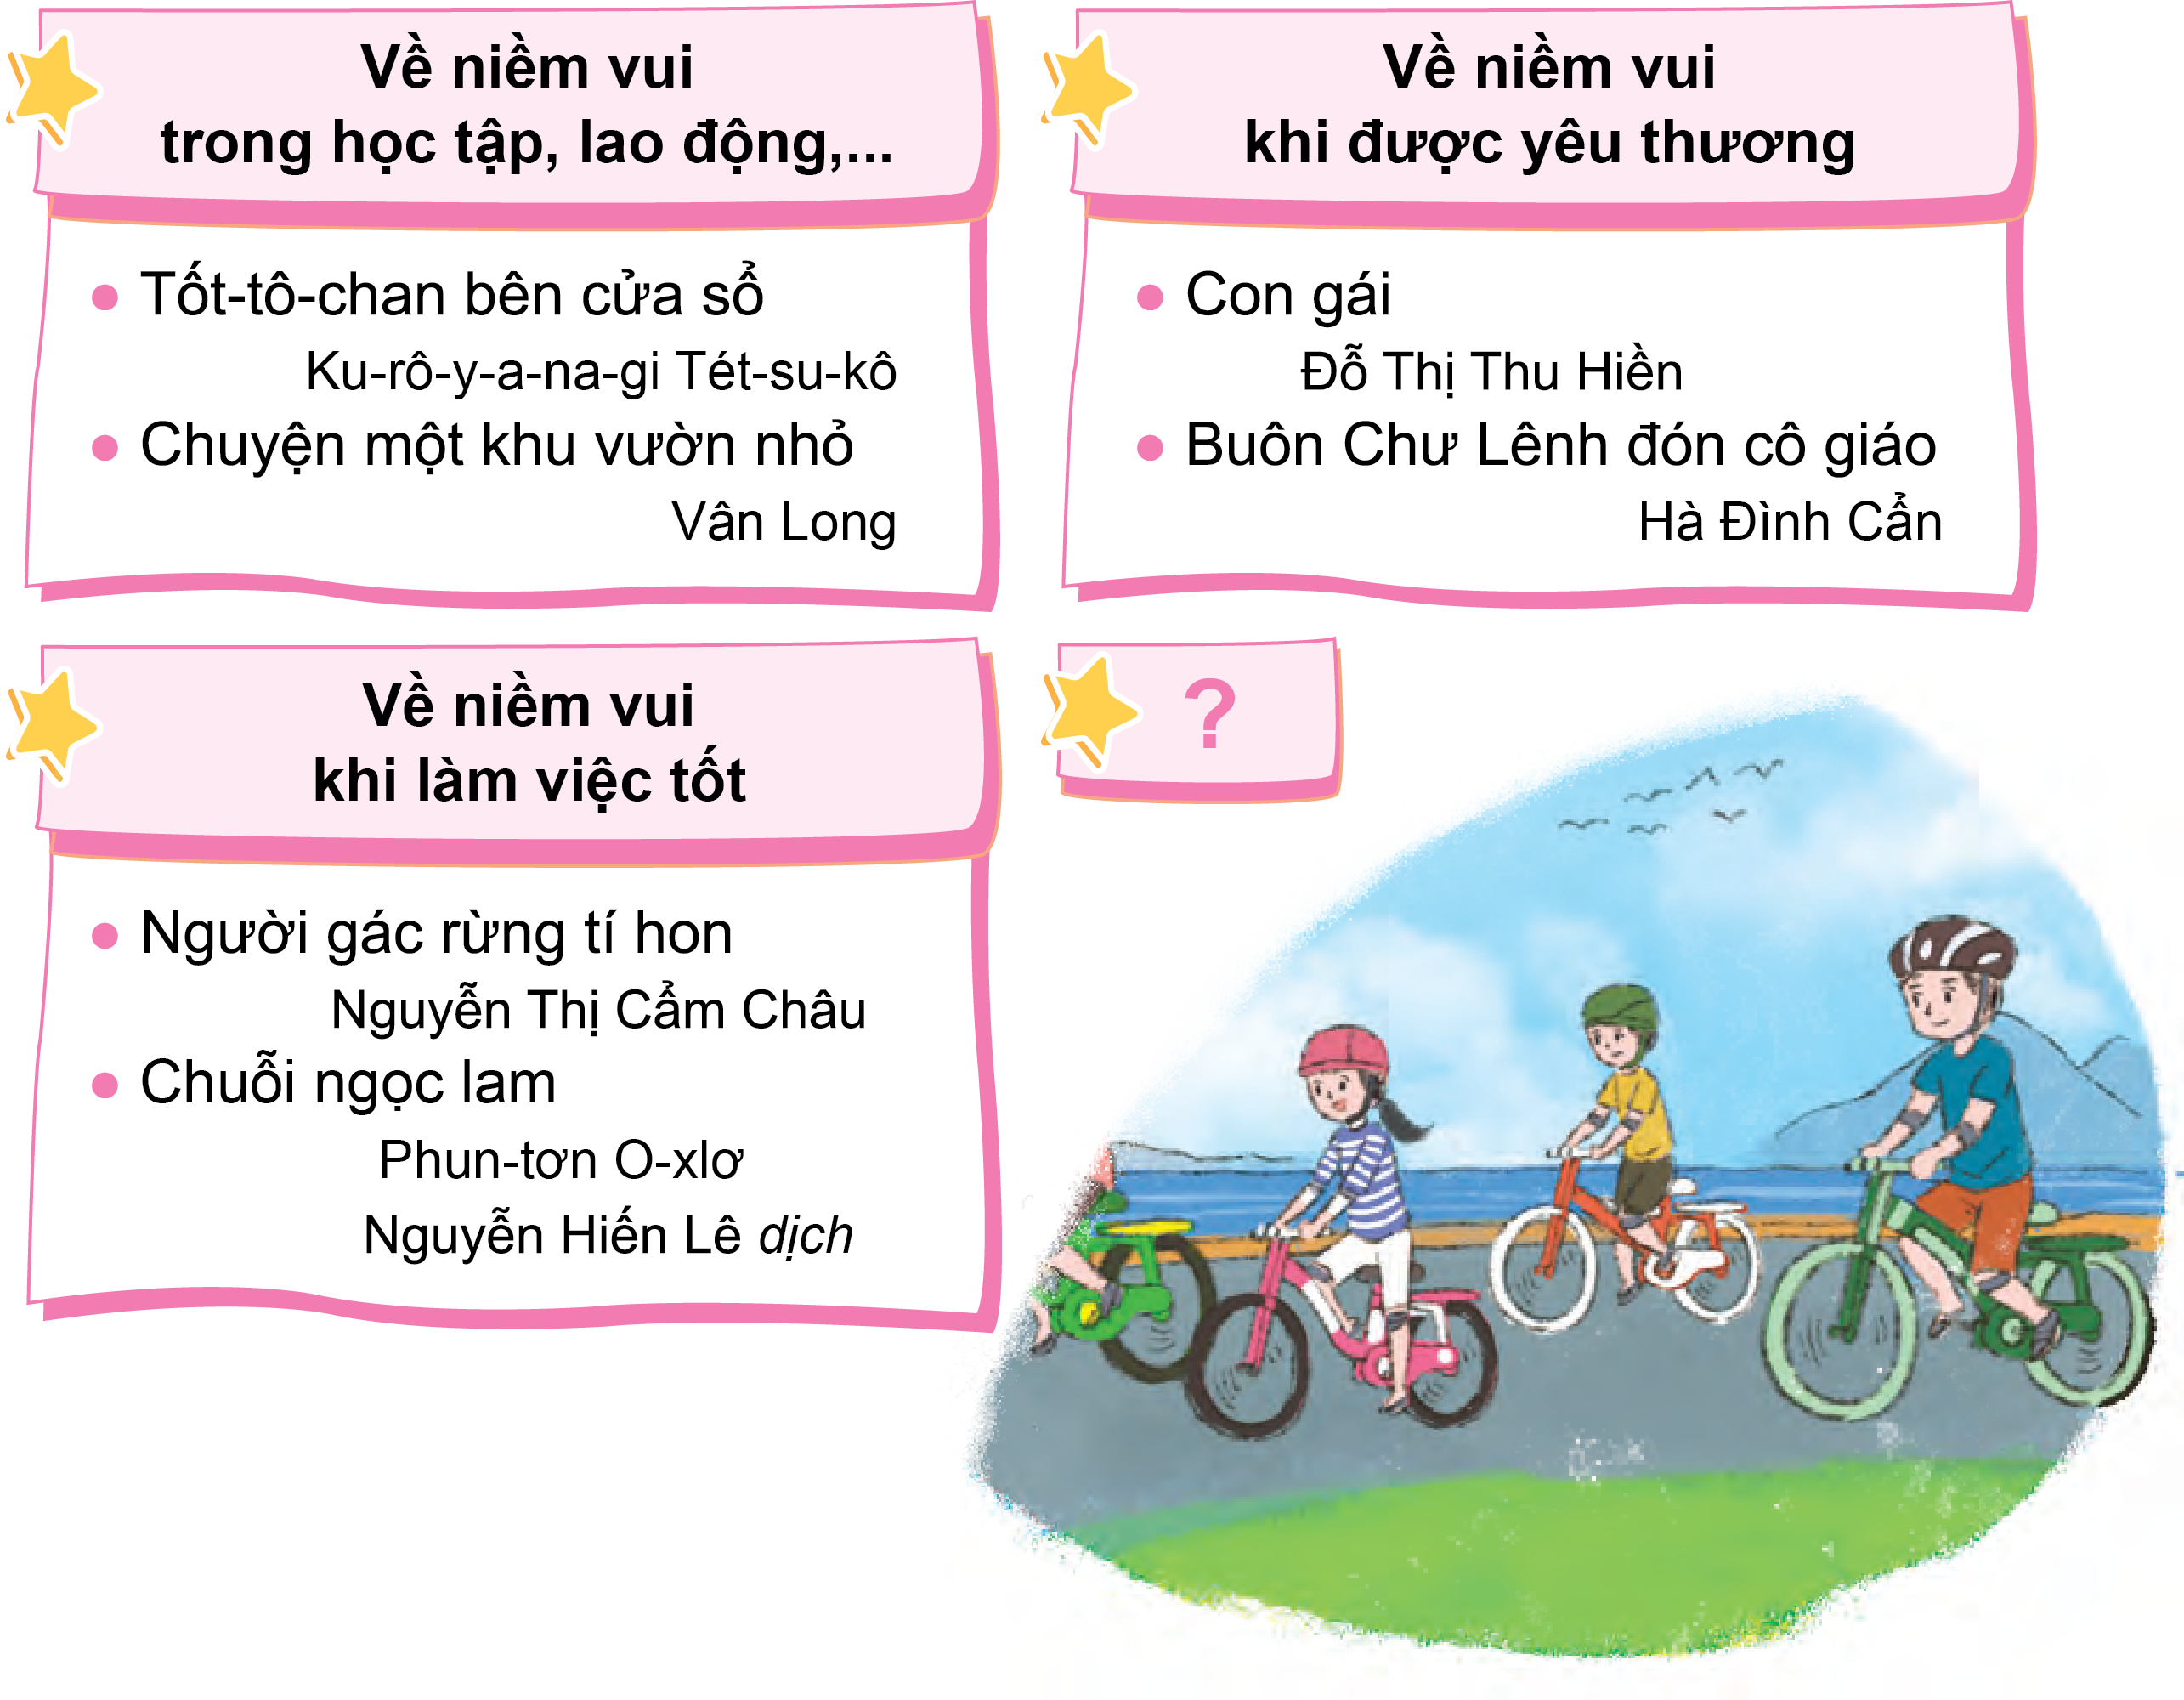 Về niềm vui
trong học tập, lao động,...
Tốt-tô-chan bên cửa sổ
Ku-rô-y-a-na-gi Tét-su-kô
Chuyện một khu vườn nhỏ
Vân Long
Về niềm vui
khi được yêu thương
Con gái
Đỗ Thị Thu Hiền
Buôn Chư Lênh đón cô giáo
Hà Đình Cẩn
Về niềm vui
khi làm việc tốt
Người gác rừng tí hon
Nguyễn Thị Cẩm Châu
Chuỗi ngọc lam
Phun-tơn O-xlơ
Nguyễn Hiến Lê dịch
?